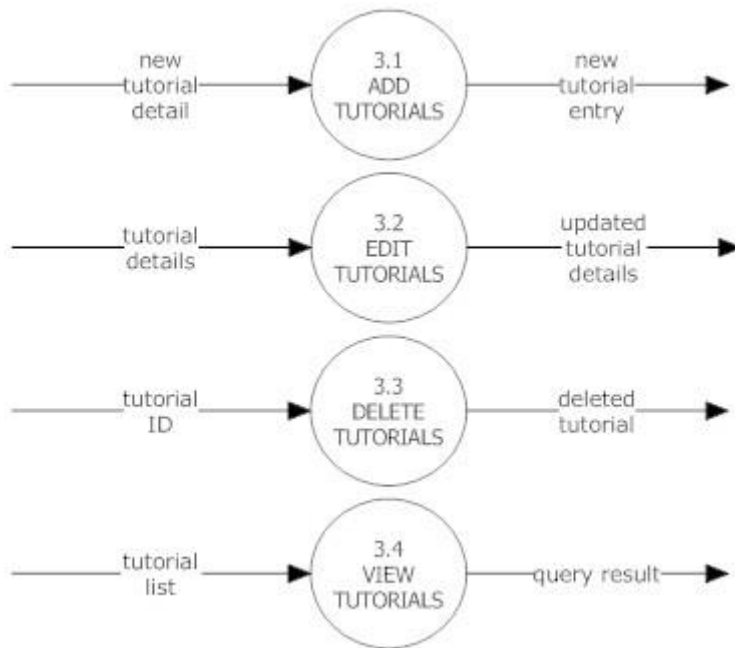 new
tutorial
detail
3.1
ADD
TUTORIALS
new
tutorial
entry
tutorial
details
3.2
EDIT
TUTORIALS
updated
tutorial
details
tutorial
ID
3.3
DELETE
TUTORIALS
deleted
tutorial
tutorial
list
3.4
VIEW
TUTORIALS
query result